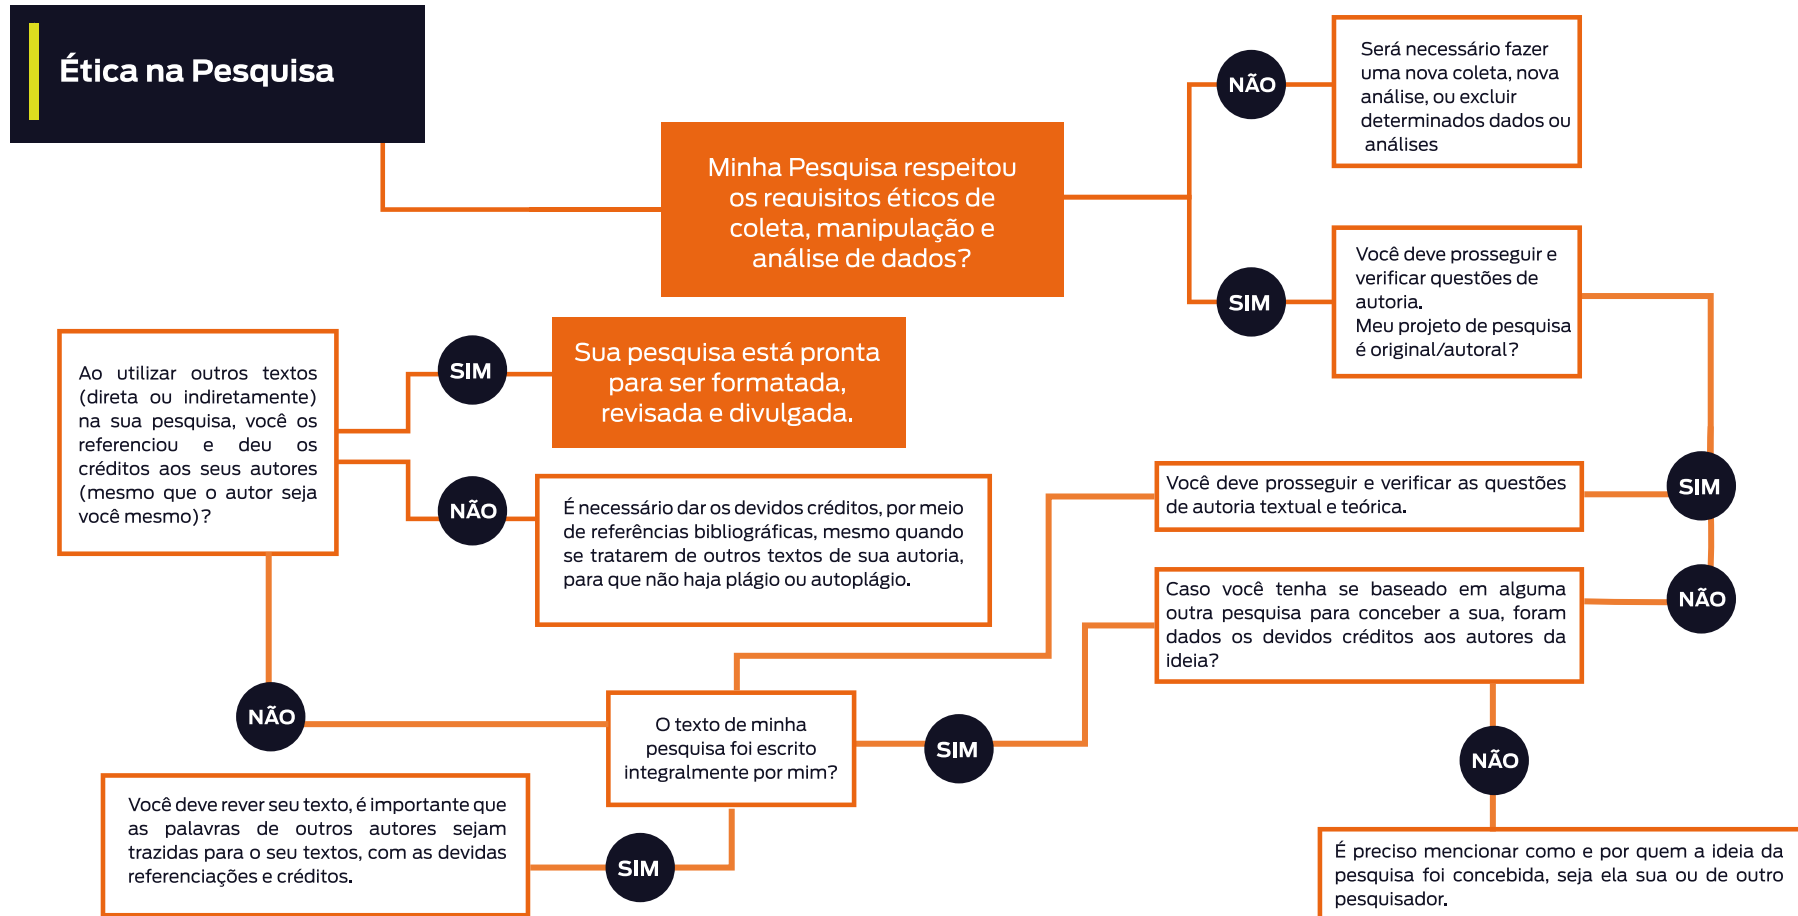 Ética na Pesquisa
Minha Pesquisa respeitou
os requisitos éticos de
coleta, manipulação e
análise de dados?
NÃO
Será necessário fazer
uma nova coleta, nova
análise, ou excluir
determinados dados ou
análises
SIM
Você deve prosseguir e
verificar questões de
autoria.
Meu projeto de pesquisa
é original/autoral?
SIM
Você deve prosseguir e verificar as questões
de autoria textual e teórica.
NÃO
Caso você tenha se baseado em alguma
outra pesquisa para conceber a sua, foram
dados os devidos créditos aos autores da
ideia?
NÃO
É preciso mencionar como e por quem a ideia da
pesquisa foi concebida, seja ela sua ou de outro
pesquisador.
SIM
O texto de minha
pesquisa foi escrito
integralmente por mim?
SIM
Você deve rever seu texto, é importante que
as palavras de outros autores sejam
trazidas para o seu textos, com as devidas
referenciações e créditos.
NÃO
Ao utilizar outros textos
(direta ou indiretamente)
na sua pesquisa, você os
referenciou e deu os
créditos aos seus autores
(mesmo que o autor seja
você mesmo)?
SIM
Sua pesquisa está pronta
para ser formatada,
revisada e divulgada.
NÃO
É necessário dar os devidos créditos, por meio
de referências bibliográficas, mesmo quando
se tratarem de outros textos de sua autoria,
para que não haja plágio ou autoplágio.